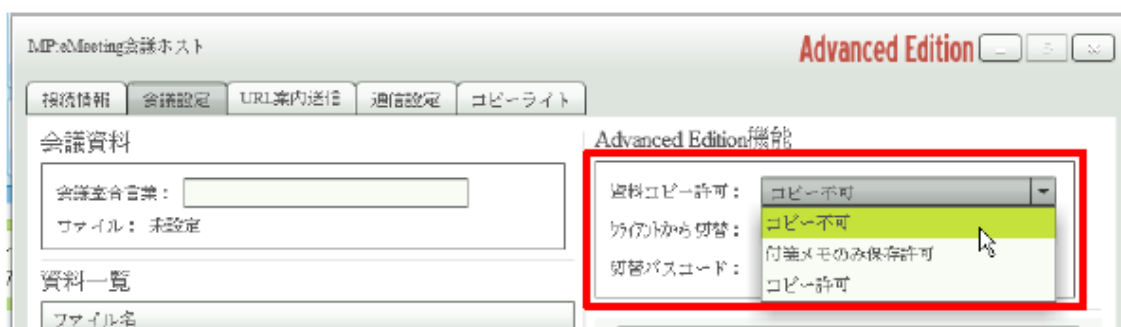 MP:eMeeting会議ホスト
Advanced Edition
接続情報 会議設定 URL案内送信 通信設定 コピーライト
会議資料
会議室合言葉：
ファイル： 未設定
資料一覧
ファイル名
Advanced Edition機能
資料コピー許可： コピー不可
ｸﾗｲｱﾝﾄから切替：
切替パスコード：
コピー不可
付箋メモのみ保存許可
コピー許可